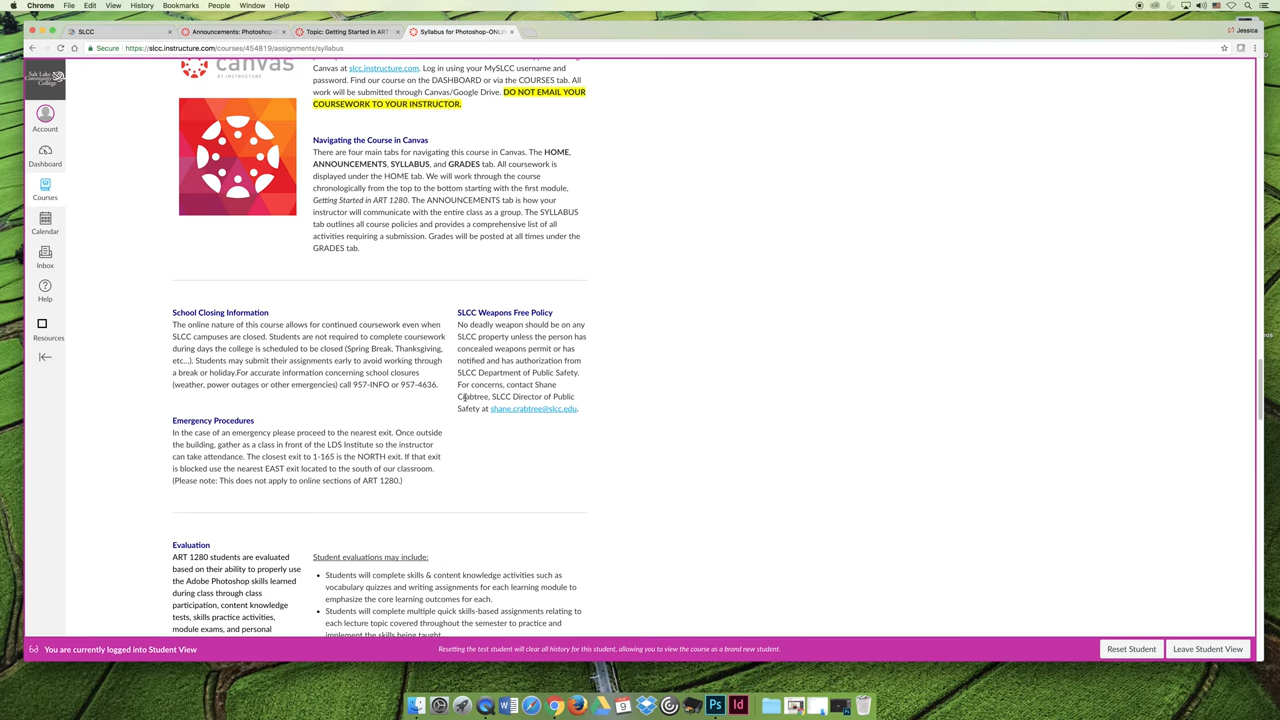 Chrome File Edit View History Bookmarks People Window Help
SLCC
Announcements: Photoshop-O
Topic: Getting Started in ART
Syllabus for Photoshop-ONLI
Jessica
Secure https://slcc.instructure.com/courses/454819/assignments/syllabus
Salt Lake
Community
College
Account
Dashboard
Courses
Calendar
Inbox
Help
Resources
canvas
BY INSTRUCTURE
Canvas at slcc.instructure.com. Log in using your MySLCC username and
password. Find our course on the DASHBOARD or via the COURSES tab. All
work will be submitted through Canvas/Google Drive. DO NOT EMAIL YOUR
COURSEWORK TO YOUR INSTRUCTOR.
Navigating the Course in Canvas
There are four main tabs for navigating this course in Canvas. The HOME,
ANNOUNCEMENTS, SYLLABUS, and GRADES tab. All coursework is
displayed under the HOME tab. We will work through the course
chronologically from the top to the bottom starting with the first module,
Getting Started in ART 1280. The ANNOUNCEMENTS tab is how your
instructor will communicate with the entire class as a group. The SYLLABUS
tab outlines all course policies and provides a comprehensive list of all
activities requiring a submission. Grades will be posted at all times under the
GRADES tab.
School Closing Information
The online nature of this course allows for continued coursework even when
SLCC campuses are closed. Students are not required to complete coursework
during days the college is scheduled to be closed (Spring Break, Thanksgiving,
etc...). Students may submit their assignments early to avoid working through
a break or holiday.For accurate information concerning school closures
(weather, power outages or other emergencies) call 957-INFO or 957-4636.
Emergency Procedures
In the case of an emergency please proceed to the nearest exit. Once outside
the building, gather as a class in front of the LDS Institute so the instructor
can take attendance. The closest exit to 1-165 is the NORTH exit. If that exit
is blocked use the nearest EAST exit located to the south of our classroom.
(Please note: This does not apply to online sections of ART 1280.)
SLCC Weapons Free Policy
No deadly weapon should be on any
SLCC property unless the person has
concealed weapons permit or has
notified and has authorization from
SLCC Department of Public Safety.
For concerns, contact Shane
Crabtree, SLCC Director of Public
Safety at shane.crabtree@slcc.edu.
Evaluation
ART 1280 students are evaluated
based on their ability to properly use
the Adobe Photoshop skills learned
during class through class
participation, content knowledge
tests, skills practice activities,
module exams, and personal
Student evaluations may include:
• Students will complete skills & content knowledge activities such as
vocabulary quizzes and writing assignments for each learning module to
emphasize the core learning outcomes for each.
• Students will complete multiple quick skills-based assignments relating to
each lecture topic covered throughout the semester to practice and
implement the skills being taught.
You are currently logged into Student View
Resetting the test student will clear all history for this student, allowing you to view the course as a brand new student.
Reset Student
Leave Student View
9
Ps
Id